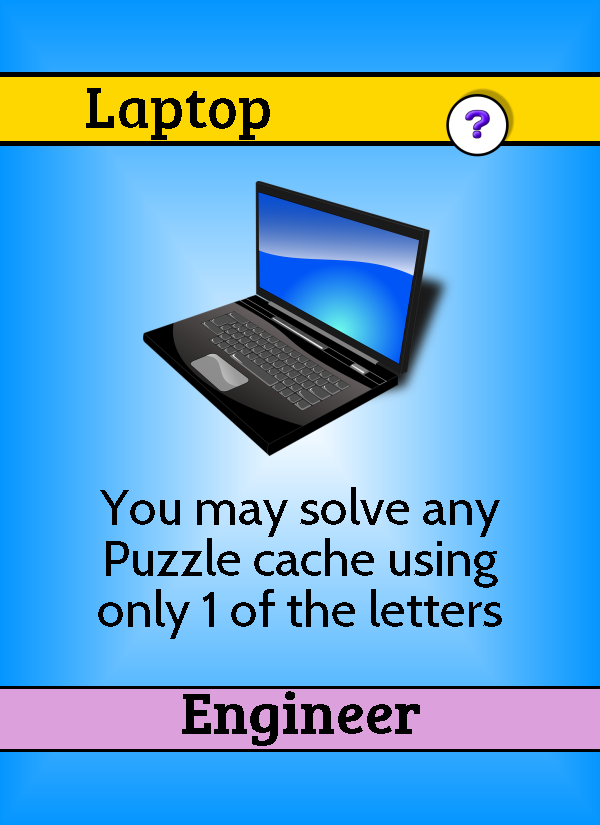 Laptop
?
You may solve any
Puzzle cache using
only 1 of the letters
Engineer